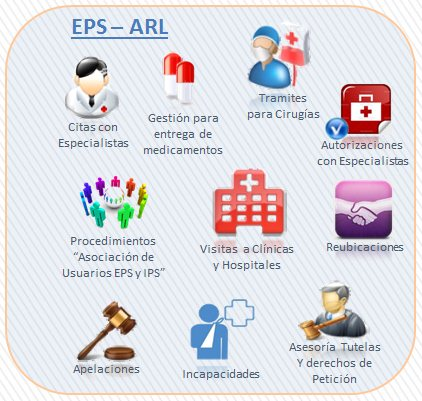 EPS – ARL
Citas con
Especialistas
Gestión para
entrega de
medicamentos
Tramites
para Cirugías
Autorizaciones
con Especialistas
Procedimientos
“Asociación de
Usuarios EPS y IPS”
Visitas a Clínicas
y Hospitales
Reubicaciones
Apelaciones
Incapacidades
Asesoría Tutelas
Y derechos de
Petición